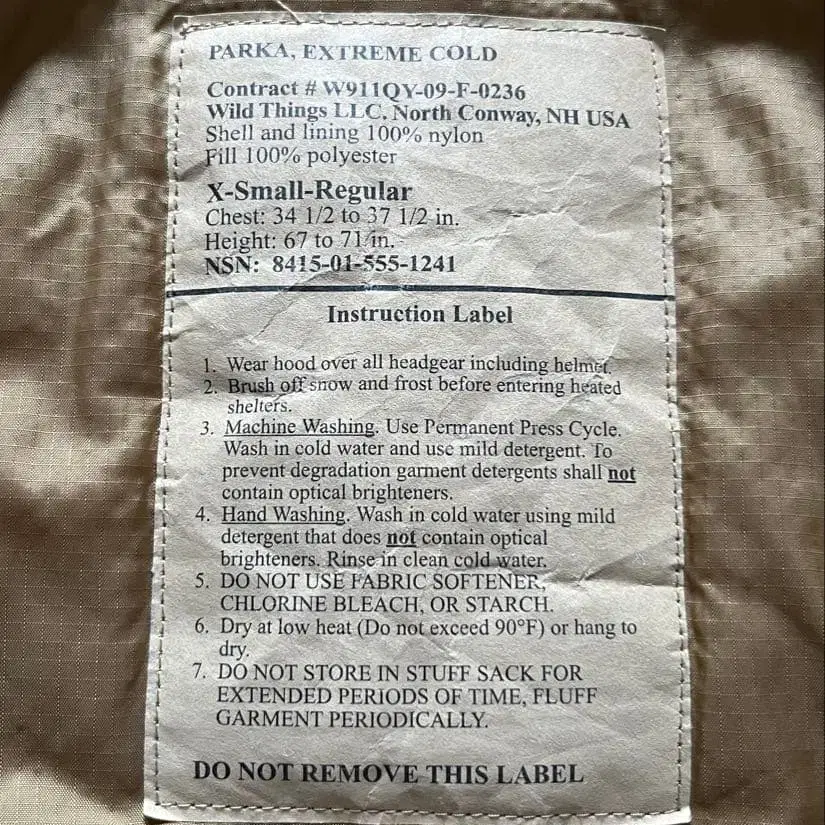 PARKA, EXTREME COLD
Contract # W911QY-09-F-0236
Wild Things LLC. North Conway, NH USA
Shell and lining 100% nylon
Fill 100% polyester
X-Small-Regular
Chest: 34 1/2 to 37 1/2 in.
Height: 67 to 71 in.
NSN: 8415-01-555-1241
Instruction Label
1. Wear hood over all headgear including helmet.
2. Brush off snow and frost before entering heated
shelters.
3. Machine Washing. Use Permanent Press Cycle.
Wash in cold water and use mild detergent. To
prevent degradation garment detergents shall not
contain optical brighteners.
4. Hand Washing. Wash in cold water using mild
detergent that does not contain optical
brighteners. Rinse in clean cold water.
5. DO NOT USE FABRIC SOFTENER,
CHLORINE BLEACH, OR STARCH.
6. Dry at low heat (Do not exceed 90°F) or hang to
dry.
7. DO NOT STORE IN STUFF SACK FOR
EXTENDED PERIODS OF TIME, FLUFF
GARMENT PERIODICALLY.
DO NOT REMOVE THIS LABEL